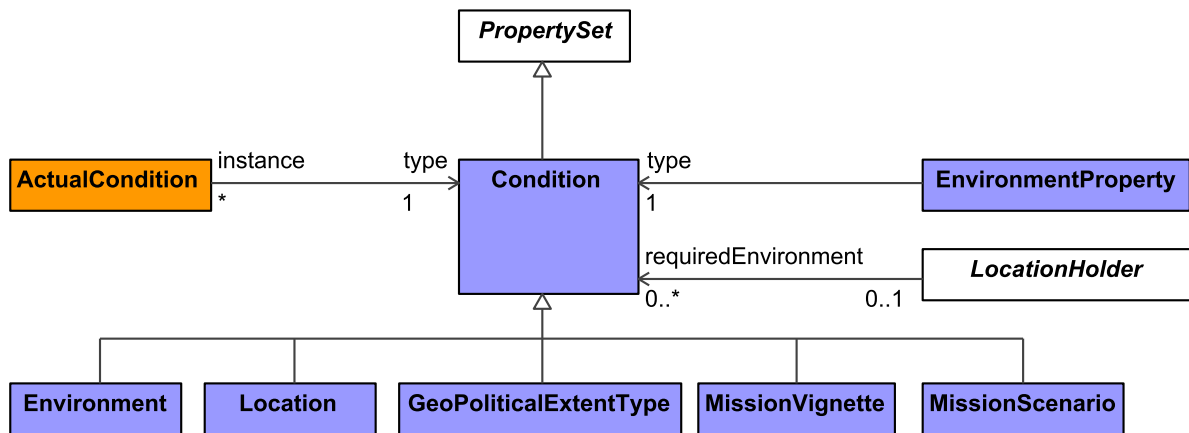 PropertySet
instance
type
type
ActualCondition
Condition
EnvironmentProperty
*
1
1
requiredEnvironment
LocationHolder
0..*
0..1
Environment
Location
GeoPoliticalExtentType
MissionVignette
MissionScenario